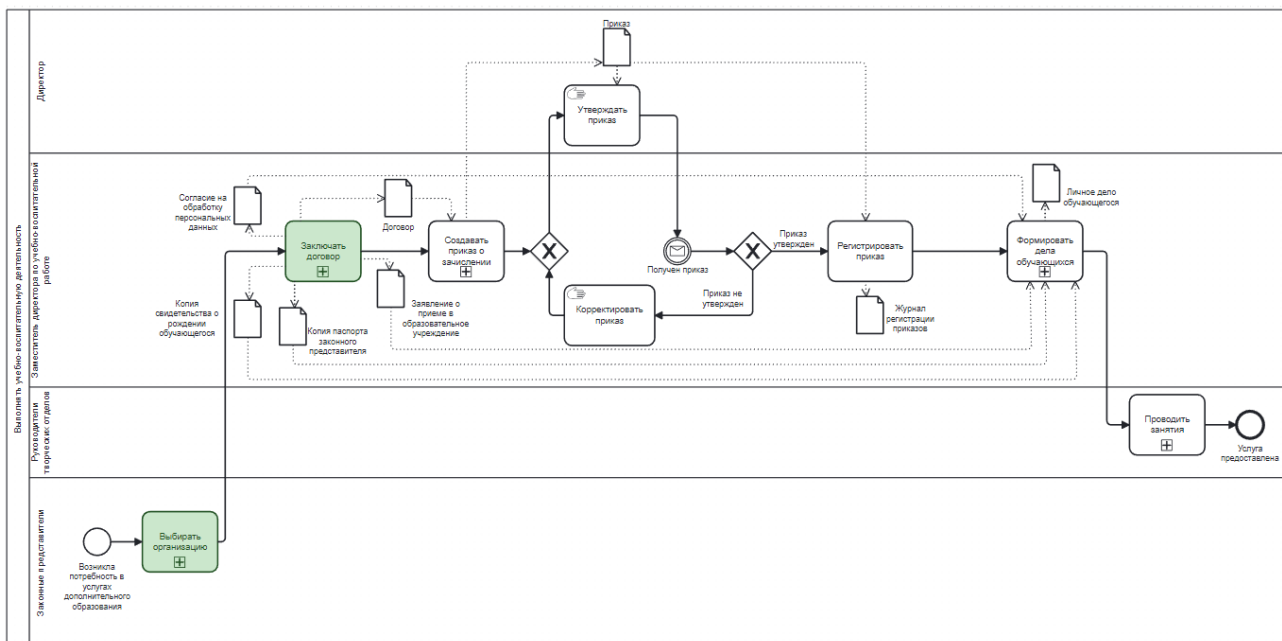 Выполнять учебно-воспитательную деятельность
Директор
Приказ
Утверждать
приказ
Заместитель директора по учебно-воспитательной
работе
Согласие на
обработку
персональных
данных
Договор
Личное дело
обучающегося
Заключать
договор
Создавать
приказ о
зачислении
Получен приказ
Приказ
утвержден
Регистрировать
приказ
Формировать
дела
обучающихся
Приказ не
утвержден
Корректировать
приказ
Копия
свидетельства о
рождении
обучающегося
Копия паспорта
законного
представителя
Заявление о
приеме в
образовательное
учреждение
Журнал
регистрации
приказов
Руководители
творческих отделов
Проводить
занятия
Услуга
предоставлена
Законные представители
Выбирать
организацию
Возникла
потребность в
услугах
дополнительного
образования